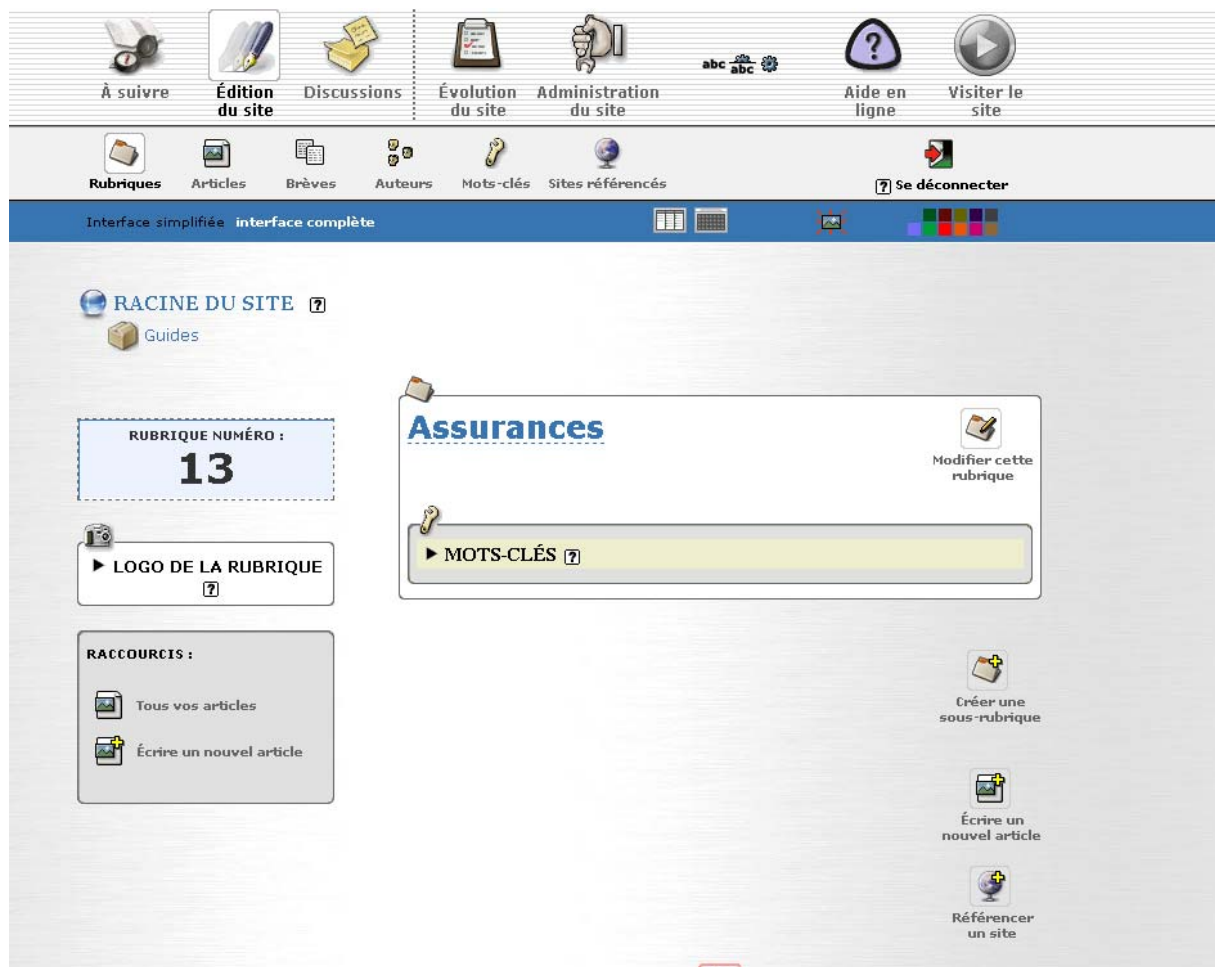 À suivre
Édition
du site
Discussions
Évolution
du site
Administration
du site
abc abc
Aide en
ligne
Visiter le
site
Rubriques
Articles
Brèves
Auteurs
Mots-clés
Sites référencés
? Se déconnecter
Interface simplifiée interface complète
RACINE DU SITE ?
Guides
RUBRIQUE NUMÉRO :
13
Assurances
Modifier cette
rubrique
MOTS-CLÉS ?
LOGO DE LA RUBRIQUE
?
RACCOURCIS :
Tous vos articles
Écrire un nouvel article
Créer une
sous-rubrique
Écrire un
nouvel article
Référencer
un site